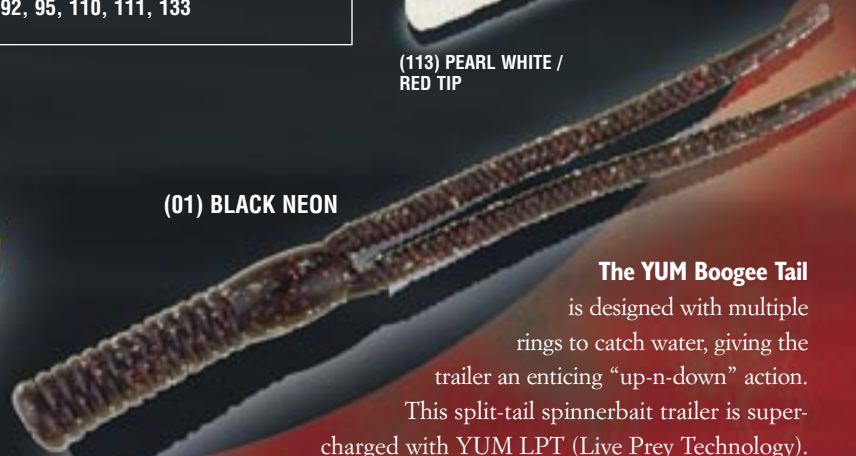 92, 95, 110, 111, 133
(113) PEARL WHITE /
RED TIP
(01) BLACK NEON
The YUM Boogee Tail
is designed with multiple
rings to catch water, giving the
trailer an enticing “up-n-down” action.
This split-tail spinnerbait trailer is super-
charged with YUM LPT (Live Prey Technology).